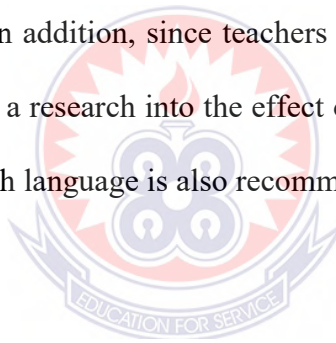 n addition, since teachers
a research into the effect
h language is also recomm
EDUCATION FOR SERVICE